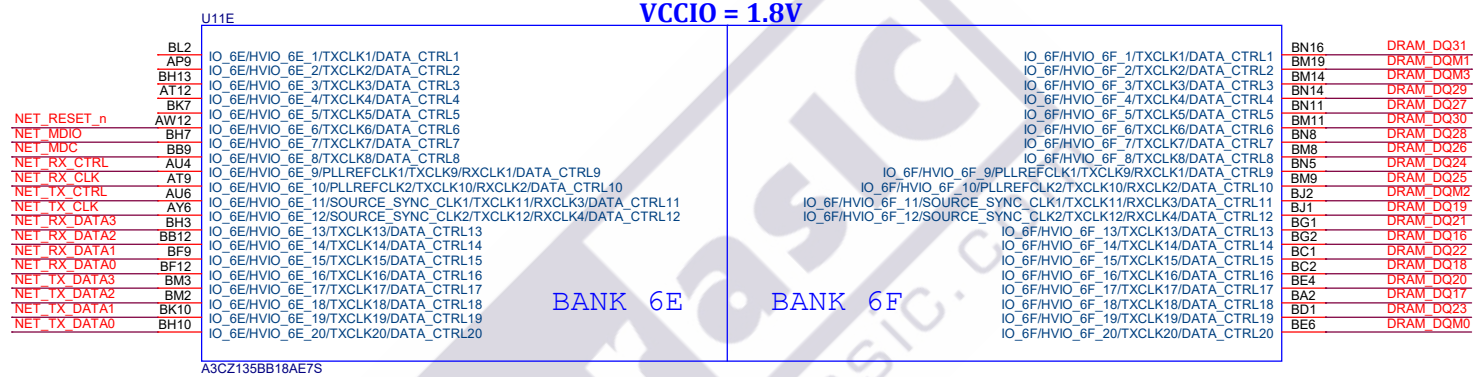 VCCIO = 1.8V
U11E
BL2 IO_6E/HVIO_6E_1/TXCLK1/DATA_CTRL1 IO_6F/HVIO_6F_1/TXCLK1/DATA_CTRL1 BN16 DRAM_DQ31
AP9 IO_6E/HVIO_6E_2/TXCLK2/DATA_CTRL2 IO_6F/HVIO_6F_2/TXCLK2/DATA_CTRL2 BM19 DRAM_DQM1
BH13 IO_6E/HVIO_6E_3/TXCLK3/DATA_CTRL3 IO_6F/HVIO_6F_3/TXCLK3/DATA_CTRL3 BM14 DRAM_DQM3
AT12 IO_6E/HVIO_6E_4/TXCLK4/DATA_CTRL4 IO_6F/HVIO_6F_4/TXCLK4/DATA_CTRL4 BN14 DRAM_DQ29
BK7 IO_6E/HVIO_6E_5/TXCLK5/DATA_CTRL5 IO_6F/HVIO_6F_5/TXCLK5/DATA_CTRL5 BN11 DRAM_DQ27
NET_RESET_n AW12 IO_6E/HVIO_6E_6/TXCLK6/DATA_CTRL6 IO_6F/HVIO_6F_6/TXCLK6/DATA_CTRL6 BM11 DRAM_DQ30
NET_MDIO BH7 IO_6E/HVIO_6E_7/TXCLK7/DATA_CTRL7 IO_6F/HVIO_6F_7/TXCLK7/DATA_CTRL7 BN8 DRAM_DQ28
NET_MDC BB9 IO_6E/HVIO_6E_8/TXCLK8/DATA_CTRL8 IO_6F/HVIO_6F_8/TXCLK8/DATA_CTRL8 BM8 DRAM_DQ26
NET_RX_CTRL AU4 IO_6E/HVIO_6E_9/PLLREFCLK1/TXCLK9/RXCLK1/DATA_CTRL9 IO_6F/HVIO_6F_9/PLLREFCLK1/TXCLK9/RXCLK1/DATA_CTRL9 BN5 DRAM_DQ24
NET_RX_CLK AT9 IO_6E/HVIO_6E_10/PLLREFCLK2/TXCLK10/RXCLK2/DATA_CTRL10 IO_6F/HVIO_6F_10/PLLREFCLK2/TXCLK10/RXCLK2/DATA_CTRL10 BM9 DRAM_DQ25
NET_TX_CTRL AU6 IO_6E/HVIO_6E_11/SOURCE_SYNC_CLK1/TXCLK11/RXCLK3/DATA_CTRL11 IO_6F/HVIO_6F_11/SOURCE_SYNC_CLK1/TXCLK11/RXCLK3/DATA_CTRL11 BJ2 DRAM_DQM2
NET_TX_CLK AY6 IO_6E/HVIO_6E_12/SOURCE_SYNC_CLK2/TXCLK12/RXCLK4/DATA_CTRL12 IO_6F/HVIO_6F_12/SOURCE_SYNC_CLK2/TXCLK12/RXCLK4/DATA_CTRL12 BJ1 DRAM_DQ19
NET_RX_DATA3 BH3 IO_6E/HVIO_6E_13/TXCLK13/DATA_CTRL13 IO_6F/HVIO_6F_13/TXCLK13/DATA_CTRL13 BG1 DRAM_DQ21
NET_RX_DATA2 BB12 IO_6E/HVIO_6E_14/TXCLK14/DATA_CTRL14 IO_6F/HVIO_6F_14/TXCLK14/DATA_CTRL14 BG2 DRAM_DQ16
NET_RX_DATA1 BF9 IO_6E/HVIO_6E_15/TXCLK15/DATA_CTRL15 IO_6F/HVIO_6F_15/TXCLK15/DATA_CTRL15 BC1 DRAM_DQ22
NET_RX_DATA0 BF12 IO_6E/HVIO_6E_16/TXCLK16/DATA_CTRL16 IO_6F/HVIO_6F_16/TXCLK16/DATA_CTRL16 BC2 DRAM_DQ18
NET_TX_DATA3 BM3 IO_6E/HVIO_6E_17/TXCLK17/DATA_CTRL17 IO_6F/HVIO_6F_17/TXCLK17/DATA_CTRL17 BE4 DRAM_DQ20
NET_TX_DATA2 BM2 IO_6E/HVIO_6E_18/TXCLK18/DATA_CTRL18 BANK 6E BANK 6F IO_6F/HVIO_6F_18/TXCLK18/DATA_CTRL18 BA2 DRAM_DQ17
NET_TX_DATA1 BK10 IO_6E/HVIO_6E_19/TXCLK19/DATA_CTRL19 IO_6F/HVIO_6F_19/TXCLK19/DATA_CTRL19 BD1 DRAM_DQ23
NET_TX_DATA0 BH10 IO_6E/HVIO_6E_20/TXCLK20/DATA_CTRL20 IO_6F/HVIO_6F_20/TXCLK20/DATA_CTRL20 BE6 DRAM_DQM0
A3CZ135BB18AE7S
rasic
asic.com